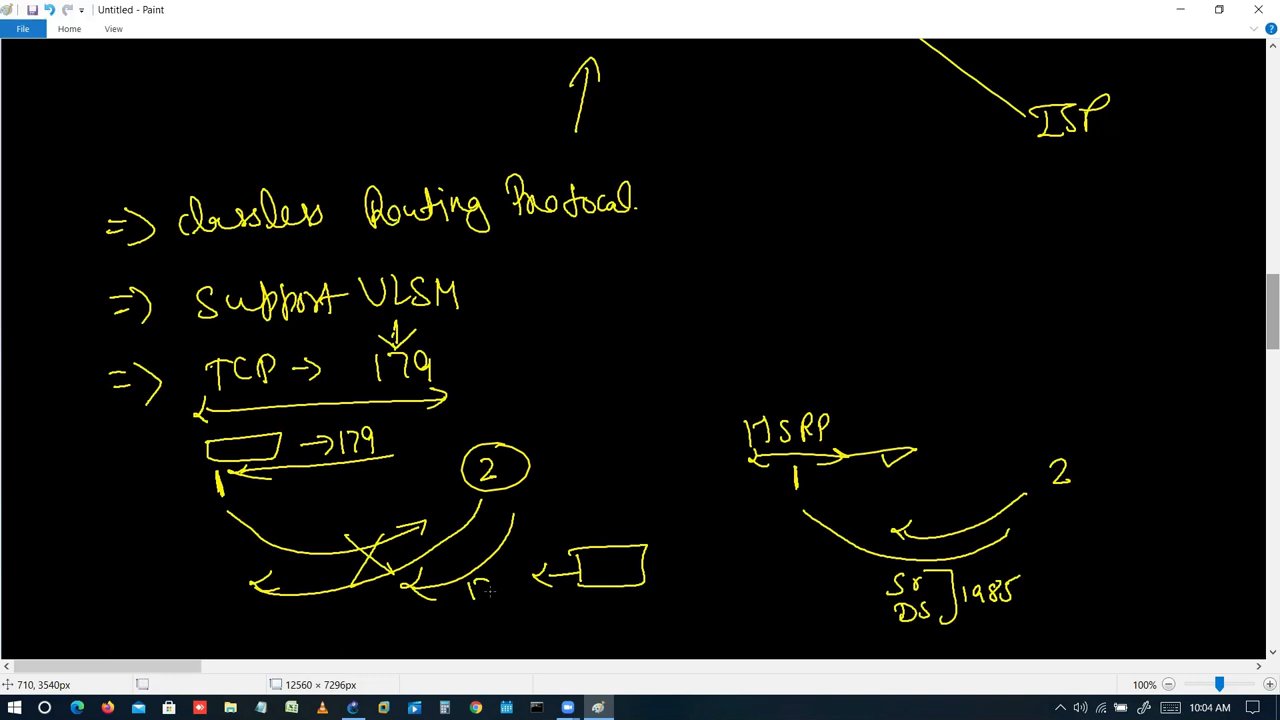 Untitled - Paint
File Home View
ISP
=> Classless Routing Protocal.
=> Support VLSM
=> TCP -> 179
->179
1 2
HSRP
1 2
Sr
DS 1985
710, 3540px
12560 × 7296px
100%
10:04 AM